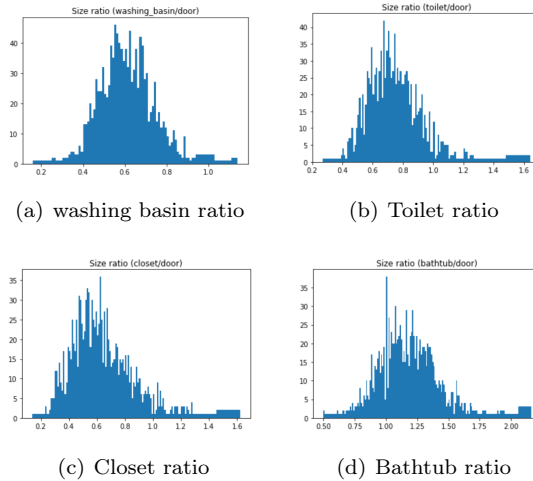 Size ratio (washing_basin/door)
40
30
20
10
0
0.2 0.4 0.6 0.8 1.0
(a) washing basin ratio
Size ratio (toilet/door)
40
35
30
25
20
15
10
5
0
0.2 0.4 0.6 0.8 1.0 1.2 1.4 1.6
(b) Toilet ratio
Size ratio (closet/door)
35
30
25
20
15
10
5
0
0.2 0.4 0.6 0.8 1.0 1.2 1.4 1.6
(c) Closet ratio
Size ratio (bathtub/door)
35
30
25
20
15
10
5
0
0.50 0.75 1.00 1.25 1.50 1.75 2.00
(d) Bathtub ratio